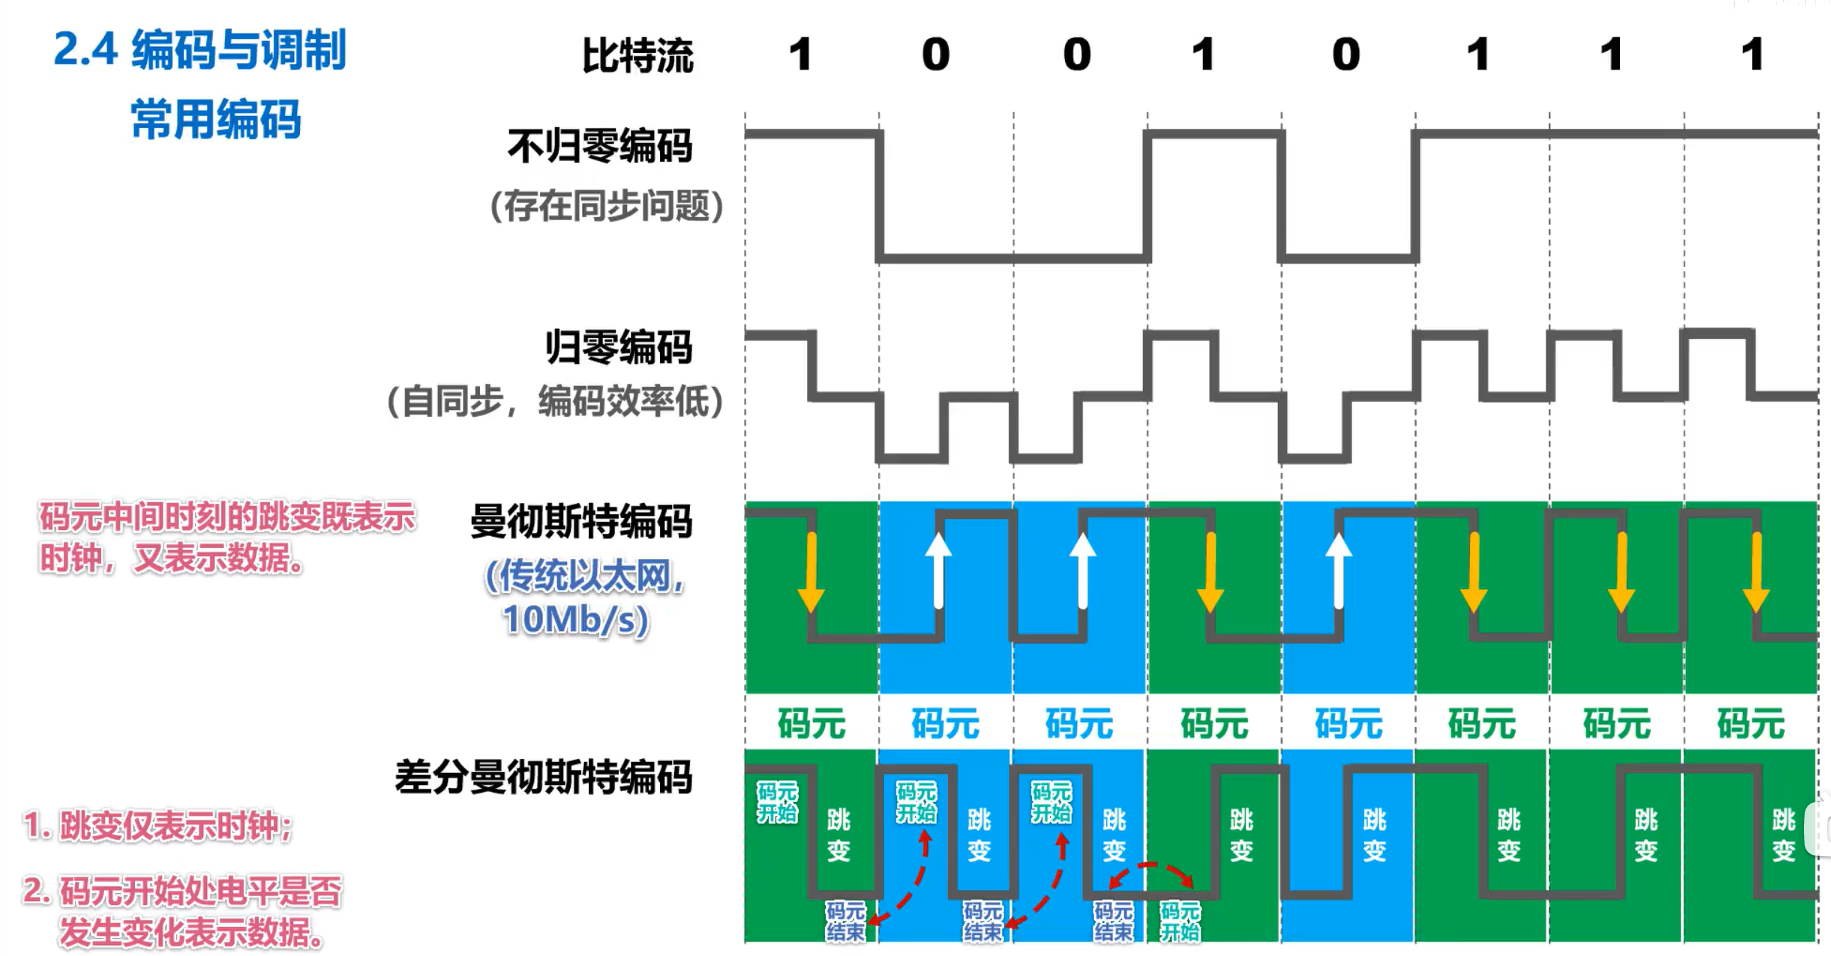 2.4 编码与调制
常用编码
比特流 1 0 0 1 0 1 1 1
不归零编码
(存在同步问题)
归零编码
(自同步，编码效率低)
码元中间时刻的跳变既表示
时钟，又表示数据。
曼彻斯特编码
(传统以太网，
10Mb/s)
码元 码元 码元 码元 码元 码元 码元 码元
差分曼彻斯特编码
1. 跳变仅表示时钟；
2. 码元开始处电平是否
发生变化表示数据。
码元
开始
跳
变
码元
结束
码元
开始
跳
变
码元
结束
码元
开始
跳
变
码元
结束
码元
开始
跳
变
跳
变
跳
变
跳
变
跳
变